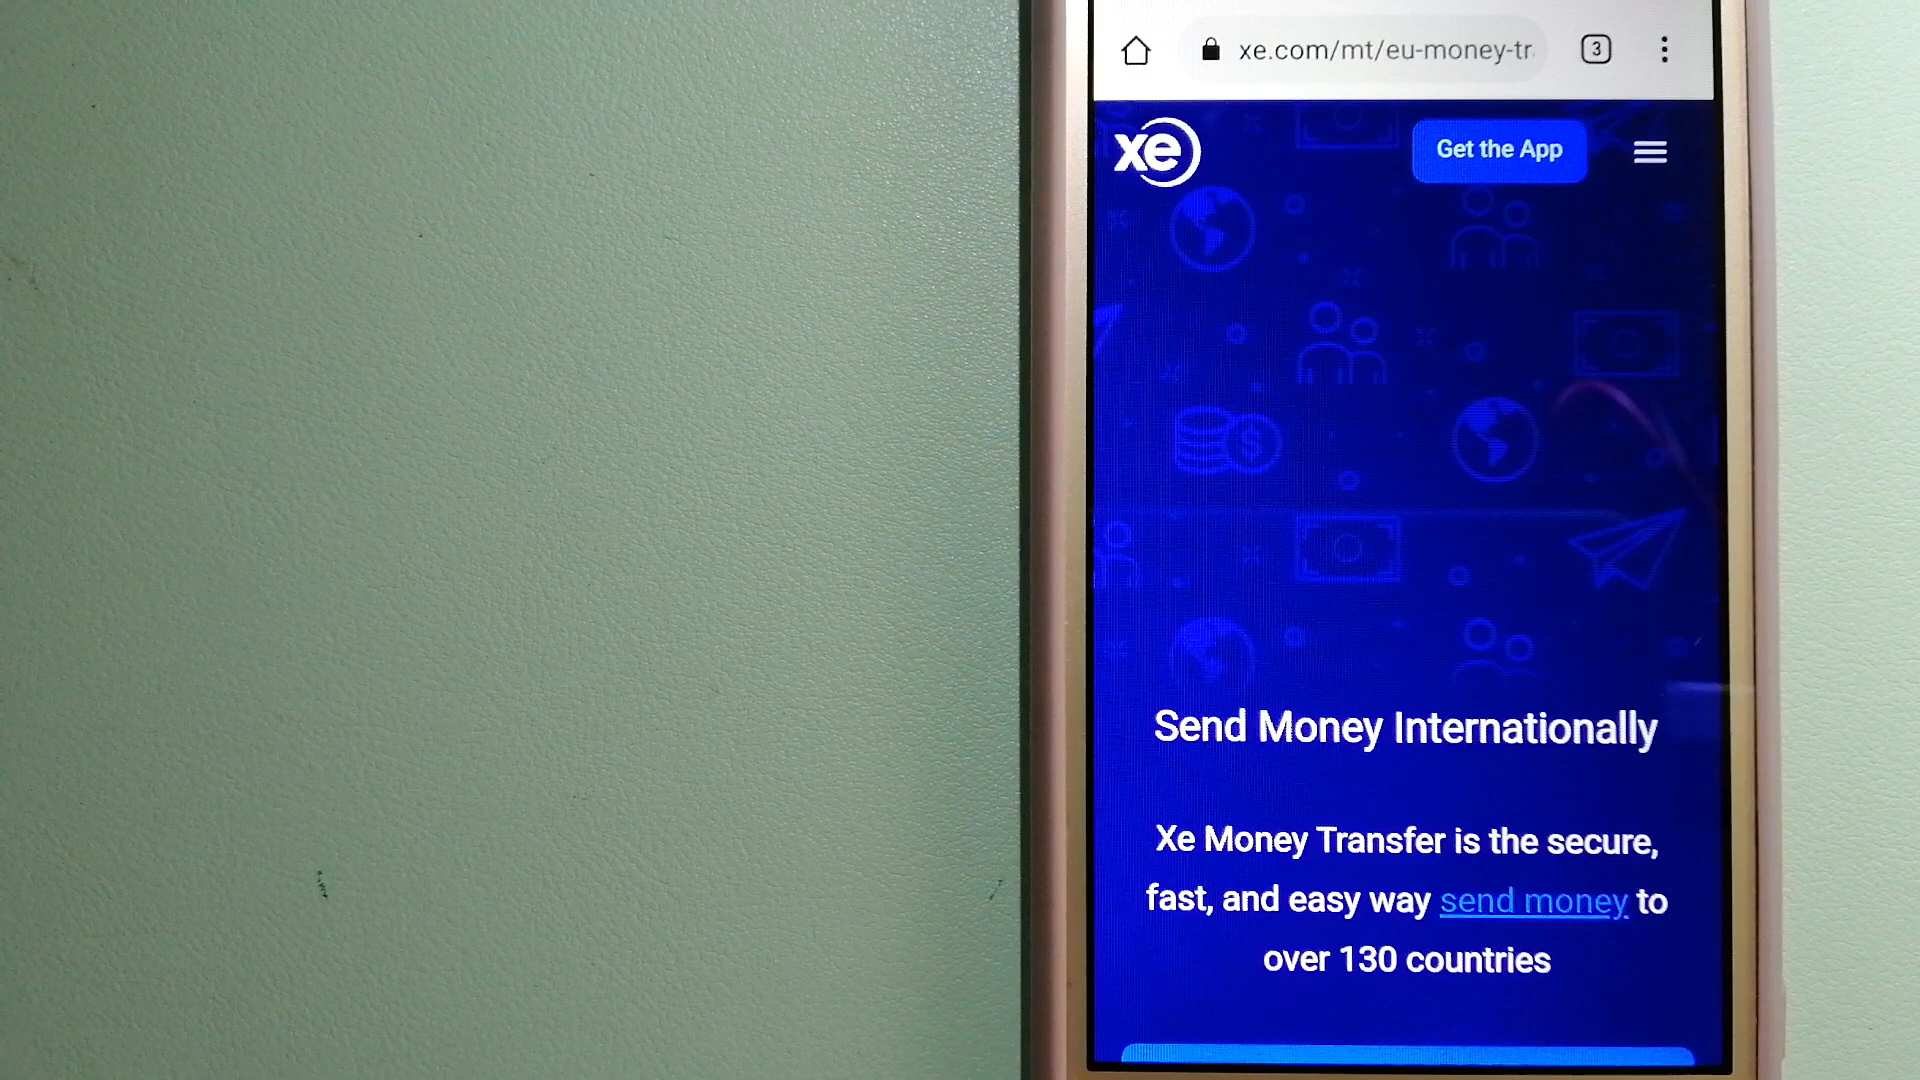 xe.com/mt/eu-money-tr
3
xe
Get the App
Send Money Internationally
Xe Money Transfer is the secure,
fast, and easy way send money to
over 130 countries